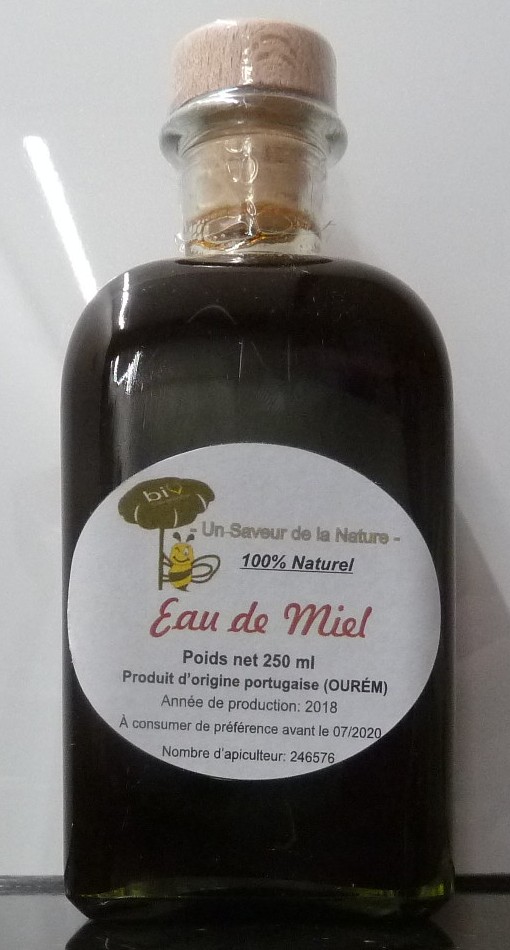 bio
- Un Saveur de la Nature -
100% Naturel
Eau de Miel
Poids net 250 ml
Produit d'origine portugaise (OURÉM)
Année de production: 2018
À consumer de préférence avant le 07/2020
Nombre d'apiculteur: 246576